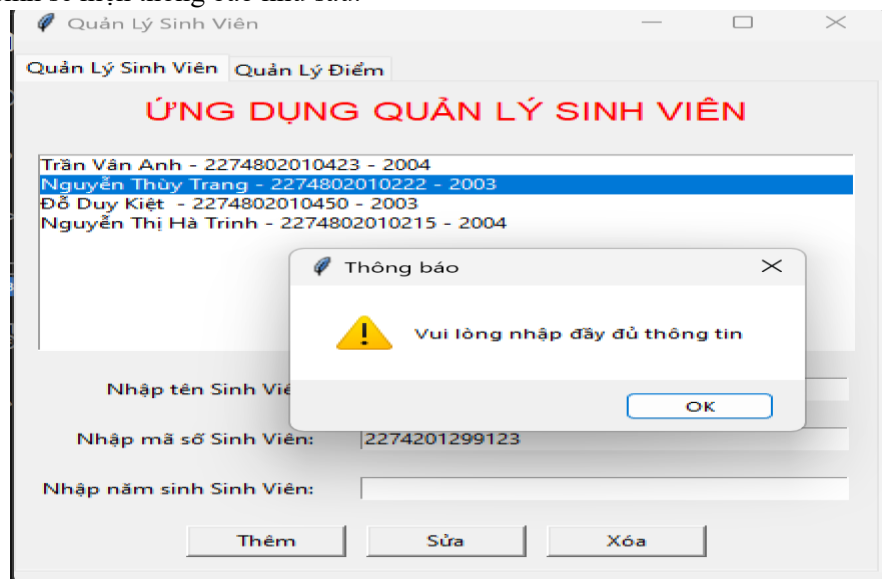 Quản Lý Sinh Viên
Quản Lý Sinh Viên Quản Lý Điểm
ỨNG DỤNG QUẢN LÝ SINH VIÊN
Trần Vân Anh - 2274802010423 - 2004
Nguyễn Thùy Trang - 2274802010222 - 2003
Đỗ Duy Kiệt - 2274802010450 - 2003
Nguyễn Thị Hà Trinh - 2274802010215 - 2004
Thông báo
Vui lòng nhập đầy đủ thông tin
OK
Nhập tên Sinh
Nhập mã số Sinh Viên: 2274201299123
Nhập năm sinh Sinh Viên:
Thêm Sửa Xóa